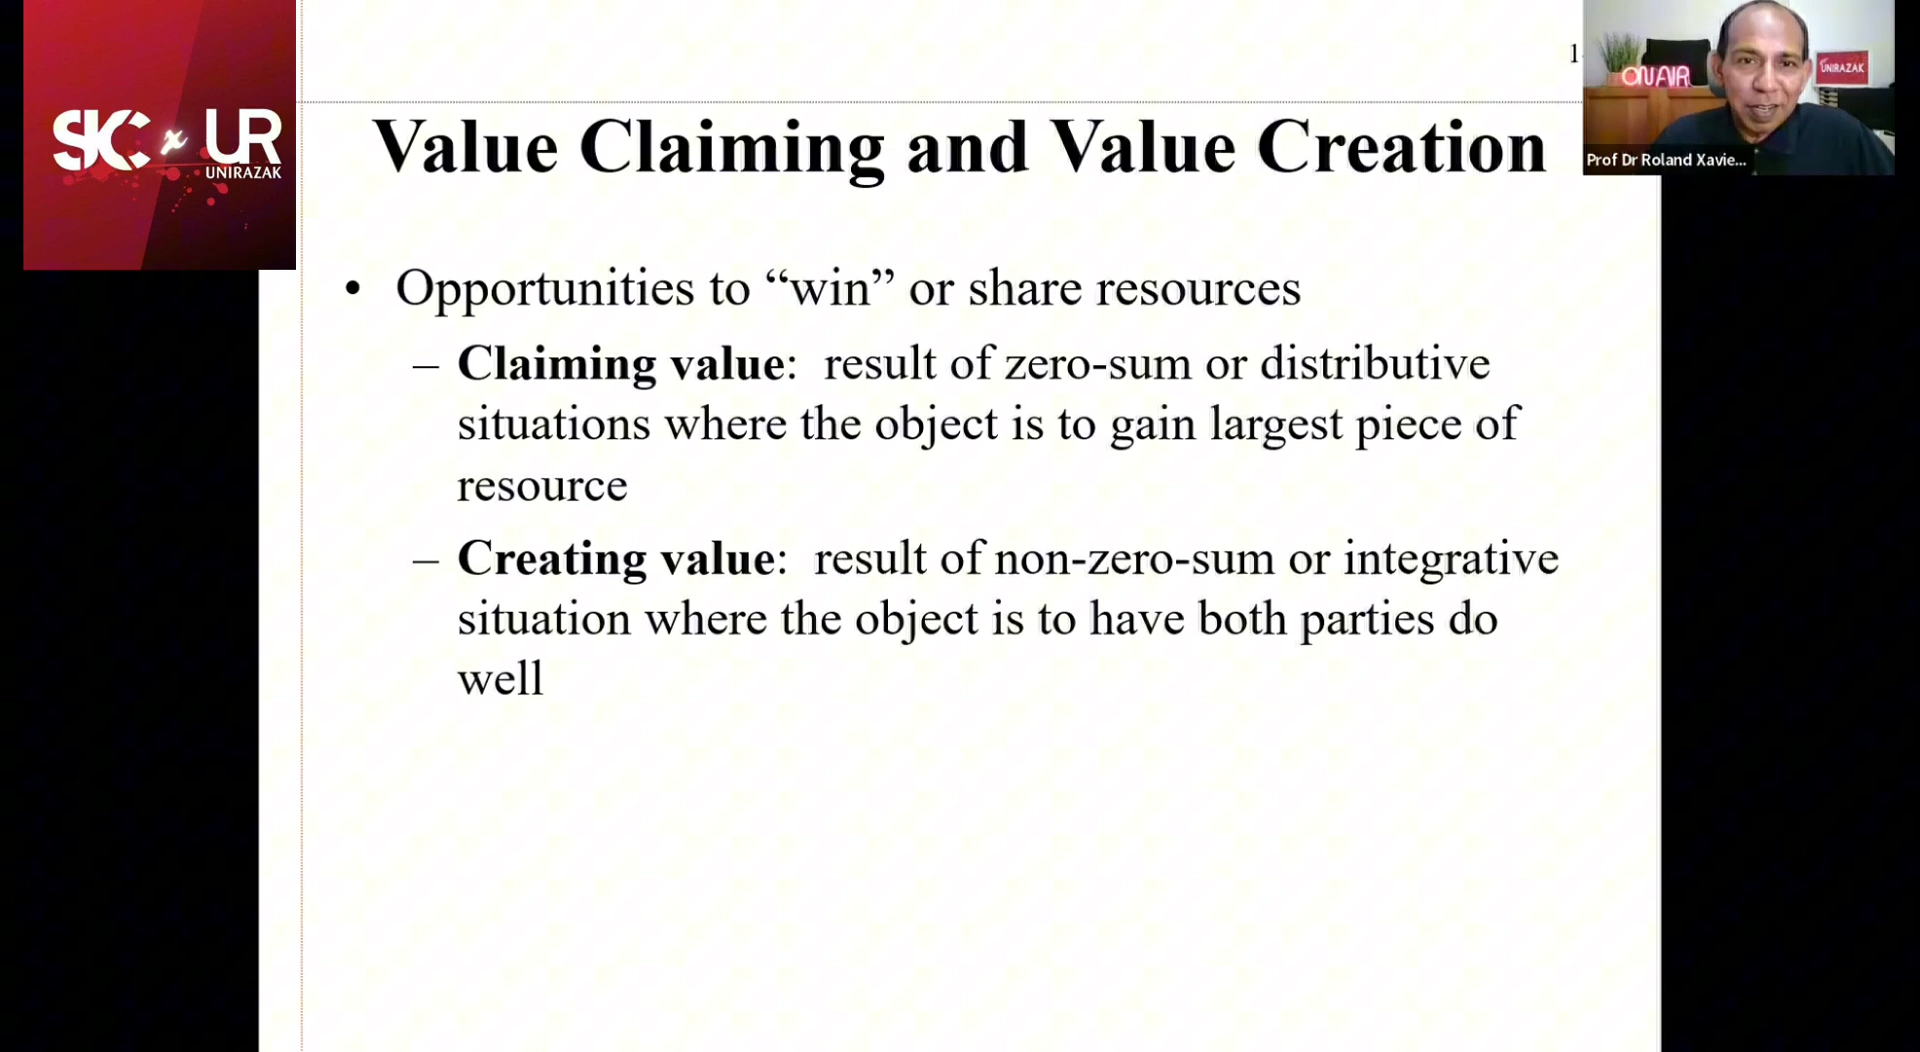 SKC x UR
UNIRAZAK
1
ON AIR
UNIRAZAK
Prof Dr Roland Xavie...
Value Claiming and Value Creation
• Opportunities to “win” or share resources
– Claiming value: result of zero-sum or distributive
situations where the object is to gain largest piece of
resource
– Creating value: result of non-zero-sum or integrative
situation where the object is to have both parties do
well